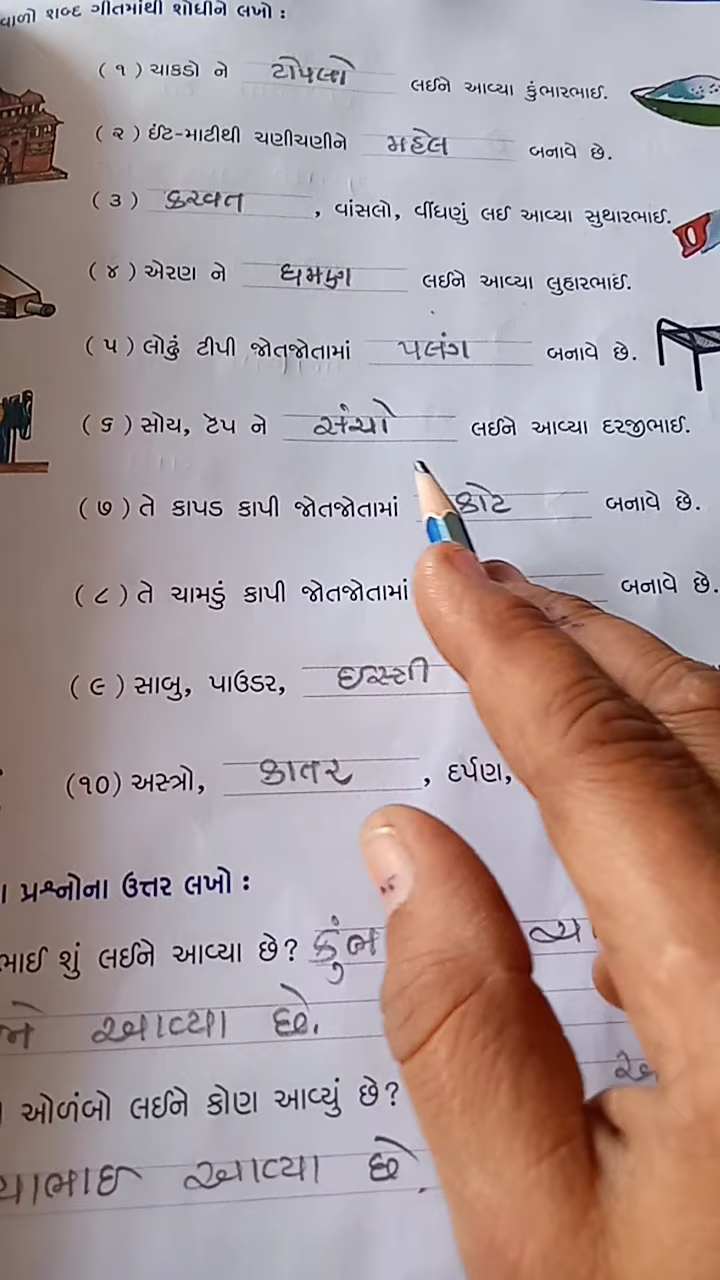 વાળો શબ્દ ગીતમાંથી શોધીને લખો :
( ૧ ) ચાકડો ને ટોપલો લઈને આવ્યા કુંભારભાઈ.
( ૨ ) ઈંટ-માટીથી ચણીચણીને મહેલ બનાવે છે.
( ૩ ) કરવત , વાંસલો, વીંધણું લઈ આવ્યા સુથારભાઈ.
( ૪ ) એરણ ને ધમણ લઈને આવ્યા લુહારભાઈ.
( ૫ ) લોઢું ટીપી જોતજોતામાં પલંગ બનાવે છે.
( ૬ ) સોય, ટેપ ને સંચો લઈને આવ્યા દરજીભાઈ.
( ૭ ) તે કાપડ કાપી જોતજોતામાં કોટ બનાવે છે.
( ૮ ) તે ચામડું કાપી જોતજોતામાં બનાવે છે.
( ૯ ) સાબુ, પાઉડર, ઈસ્ત્રી
(૧૦) અસ્ત્રો, કાતર , દર્પણ,
પ્રશ્નોના ઉત્તર લખો :
ભાઈ શું લઈને આવ્યા છે? કુંભ
ને આવ્યા છે.
ઓળંબો લઈને કોણ આવ્યું છે?
યાભાઈ આવ્યા છે